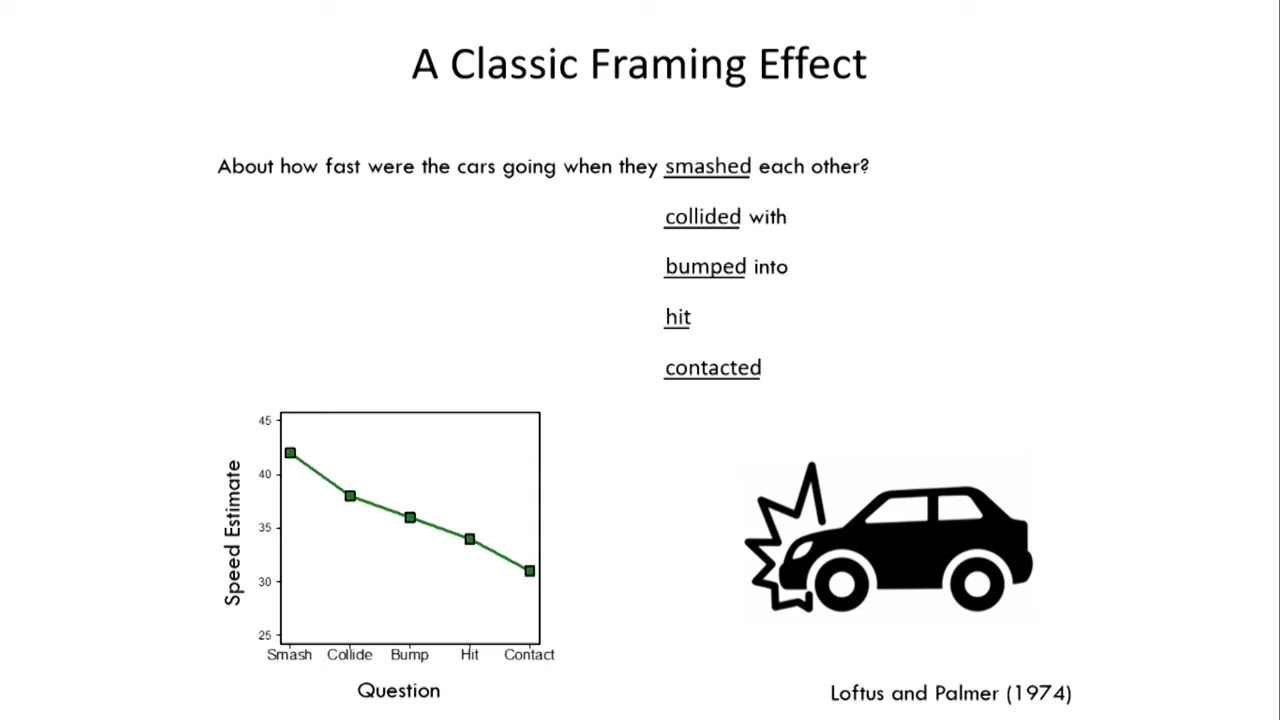 A Classic Framing Effect
About how fast were the cars going when they smashed each other?
collided with
bumped into
hit
contacted
45
40
35
30
25
Speed Estimate
Smash Collide Bump Hit Contact
Question
Loftus and Palmer (1974)